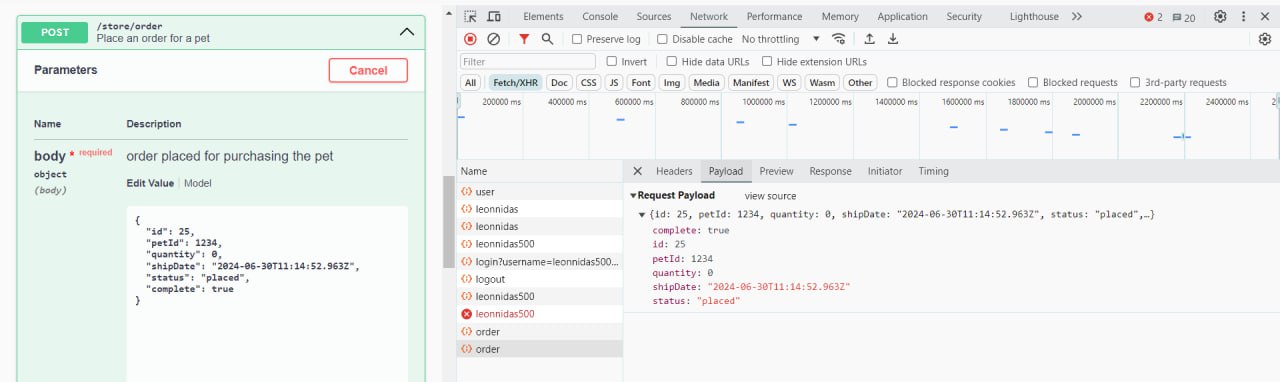 POST
/store/order
Place an order for a pet
Parameters
Cancel
Name Description
body * required
object
(body)
order placed for purchasing the pet
Edit Value | Model
{
"id": 25,
"petId": 1234,
"quantity": 0,
"shipDate": "2024-06-30T11:14:52.963Z",
"status": "placed",
"complete": true
}
Elements Console Sources Network Performance Memory Application Security Lighthouse 2 20
Preserve log Disable cache No throttling
Filter Invert Hide data URLs Hide extension URLs
All Fetch/XHR Doc CSS JS Font Img Media Manifest WS Wasm Other Blocked response cookies Blocked requests 3rd-party requests
200000 ms 400000 ms 600000 ms 800000 ms 1000000 ms 1200000 ms 1400000 ms 1600000 ms 1800000 ms 2000000 ms 2200000 ms 2400000 ms
Name
user
leonnidas
leonnidas
leonnidas500
login?username=leonnidas500...
logout
leonnidas500
leonnidas500
order
order
Headers Payload Preview Response Initiator Timing
Request Payload view source
{id: 25, petId: 1234, quantity: 0, shipDate: "2024-06-30T11:14:52.963Z", status: "placed",…}
complete: true
id: 25
petId: 1234
quantity: 0
shipDate: "2024-06-30T11:14:52.963Z"
status: "placed"